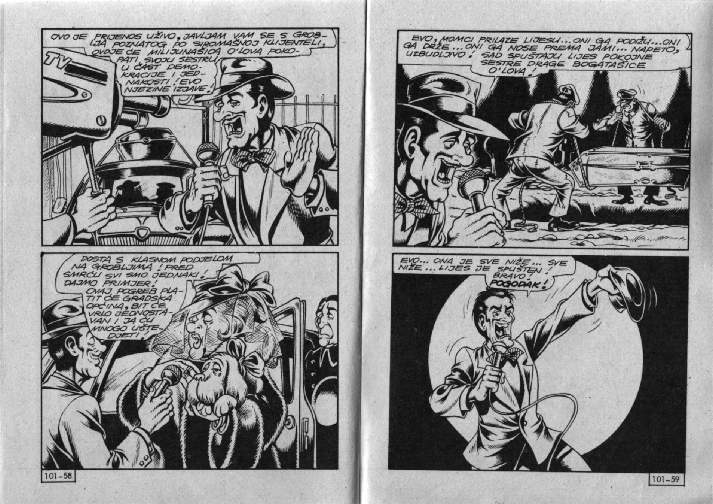 OVO JE PRIJENOS UŽIVO, JAVLJAM VAM SE S GROB-
LJA POZNATOG PO SIROMAŠNOJ KLIJENTELI,
OVDJE ĆE MILIJUNAŠICA O'LOVA POKO-
PATI SVOJU SESTRU
U ČAST DEMO-
KRACIJE I JED-
NAKOSTI! EVO
NJEZINE IZJAVE!
TV
DOSTA S KLASNOM PODJELOM
NA GROBLJIMA! PRED
SMRĆU SVI SMO JEDNAKI!
DAJMO PRIMJER!
OVAJ POGREB PLA-
TIT ĆE GRADSKA
OPĆINA, BIT ĆE
VRLO JEDNOSTA-
VAN I JA ĆU
MNOGO UŠTE-
DJETI!
101-58
EVO, MOMCI PRILAZE LIJESU...ONI GA PODIŽU...ONI
GA DRŽE...ONI GA NOSE PREMA JAMI... NAPETO,
UZBUDLJIVO! SAD SPUŠTAJU LIJES POKOJNE
SESTRE DRAGE BOGATAŠICE
O'LOVA!
EVO... ONA JE SVE NIŽE... SVE
NIŽE... LIJES JE SPUŠTEN!
BRAVO!
POGODAK!
101-59